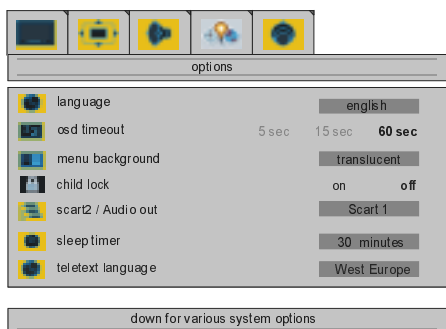 options
language english
osd timeout 5 sec 15 sec 60 sec
menu background translucent
child lock on off
scart2 / Audio out Scart 1
sleep timer 30 minutes
teletext language West Europe
down for various system options